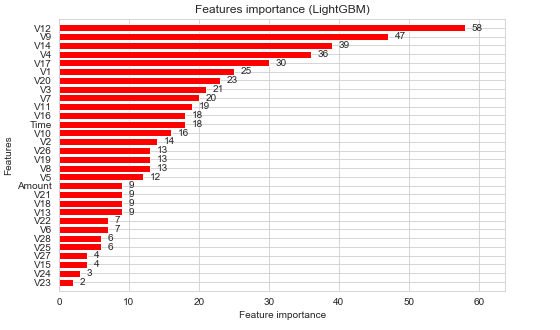 Features importance (LightGBM)
V12 58
V9 47
V14 39
V4 36
V17 30
V1 25
V20 23
V3 21
V7 20
V11 19
V16 18
Time 18
V10 16
V2 14
V26 13
V19 13
V8 13
V5 12
Amount 9
V21 9
V18 9
V13 9
V22 7
V6 7
V28 6
V25 6
V27 4
V15 4
V24 3
V23 2
Features
0 10 20 30 40 50 60
Feature importance